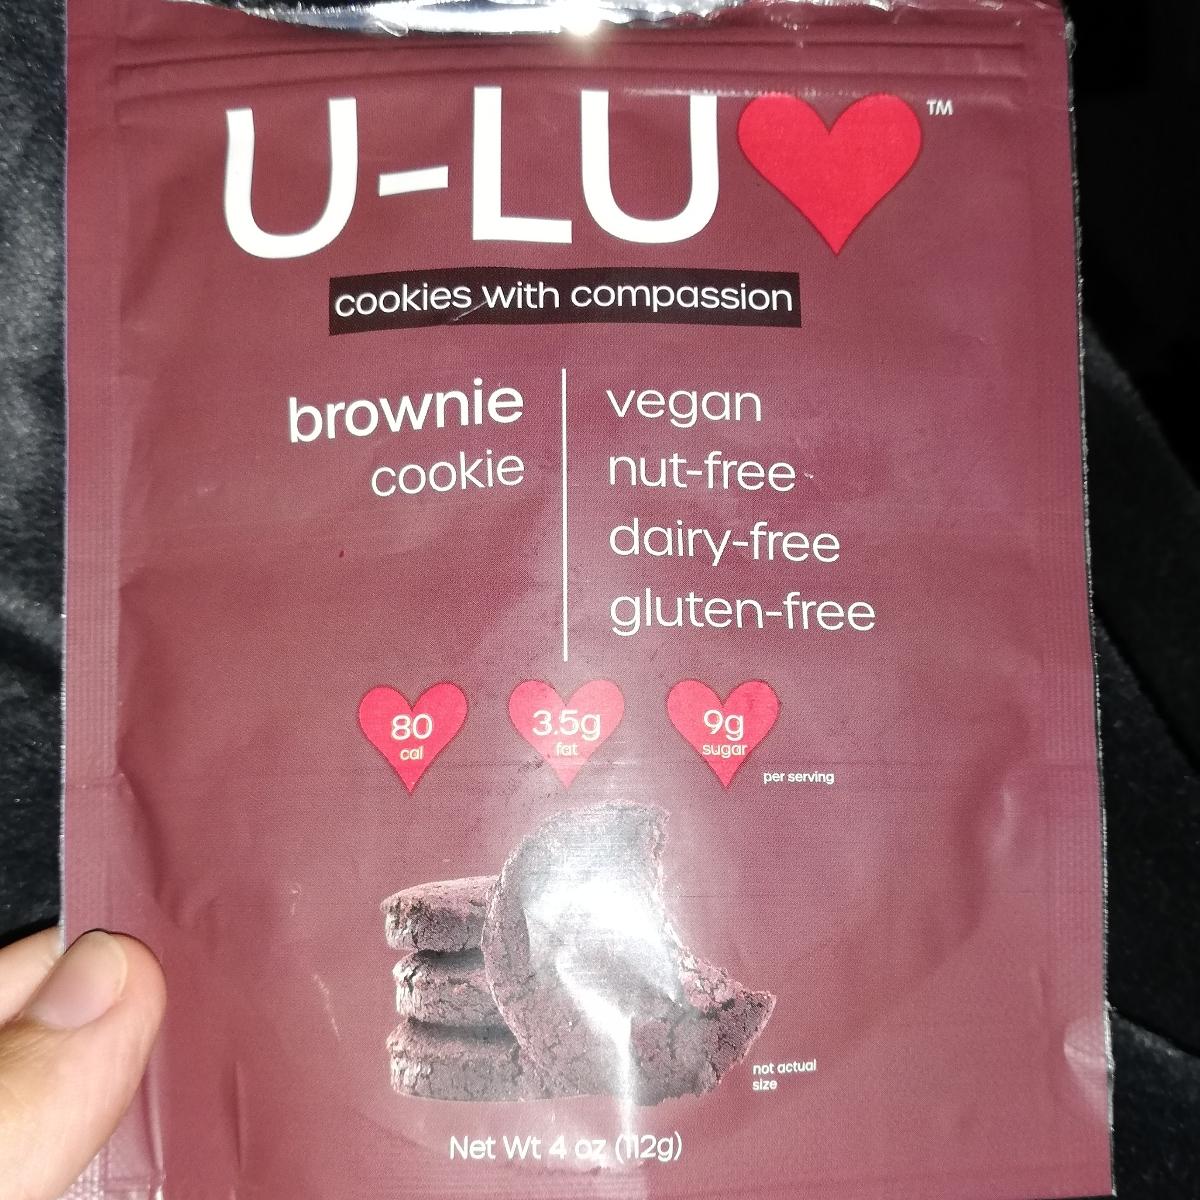 U-LU♥™
cookies with compassion
brownie
cookie
vegan
nut-free
dairy-free
gluten-free
80
cal
3.5g
fat
9g
sugar
per serving
not actual
size
Net Wt 4 oz (112g)